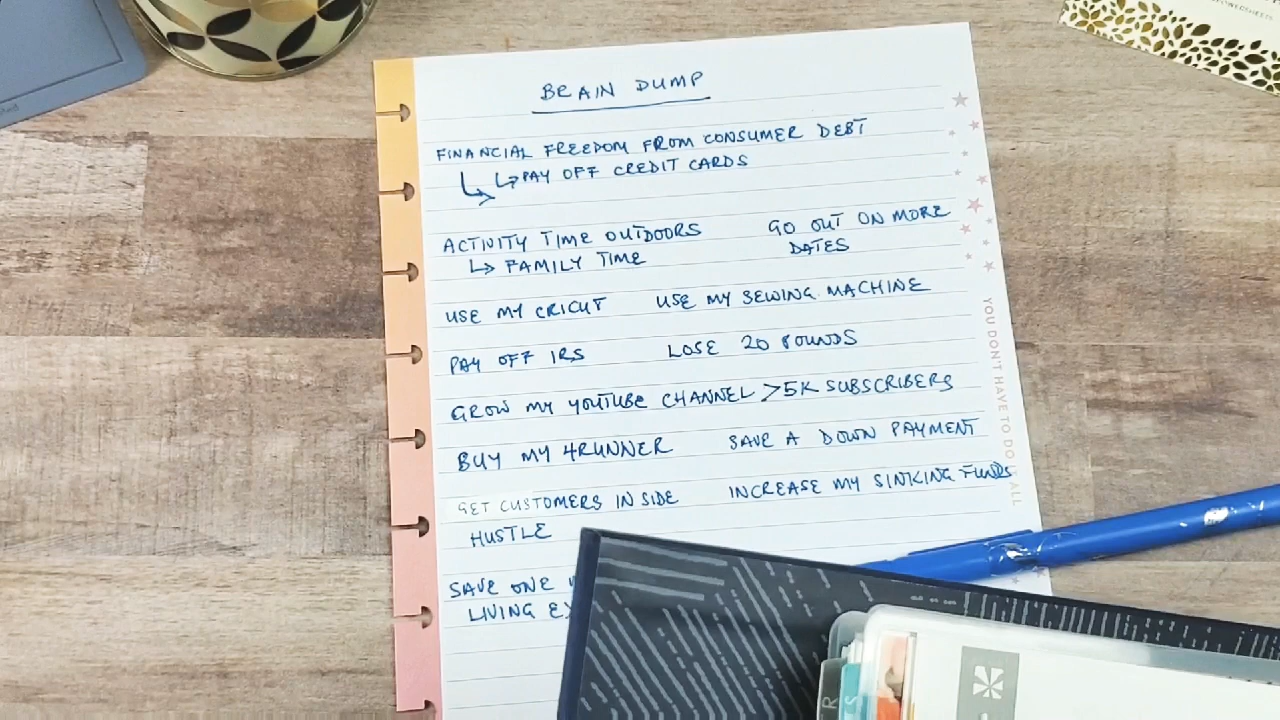 BRAIN DUMP
FINANCIAL FREEDOM FROM CONSUMER DEBT
↳ PAY OFF CREDIT CARDS
ACTIVITY TIME OUTDOORS
↳ FAMILY TIME
GO OUT ON MORE
DATES
USE MY CRICUT
USE MY SEWING MACHINE
PAY OFF IRS
LOSE 20 POUNDS
GROW MY YOUTUBE CHANNEL >5K SUBSCRIBERS
BUY MY 4RUNNER
SAVE A DOWN PAYMENT
GET CUSTOMERS IN SIDE
HUSTLE
INCREASE MY SINKING FUNDS
SAVE ONE
LIVING
YOU DON'T HAVE TO DO IT ALL
POWERSHEETS
R
S